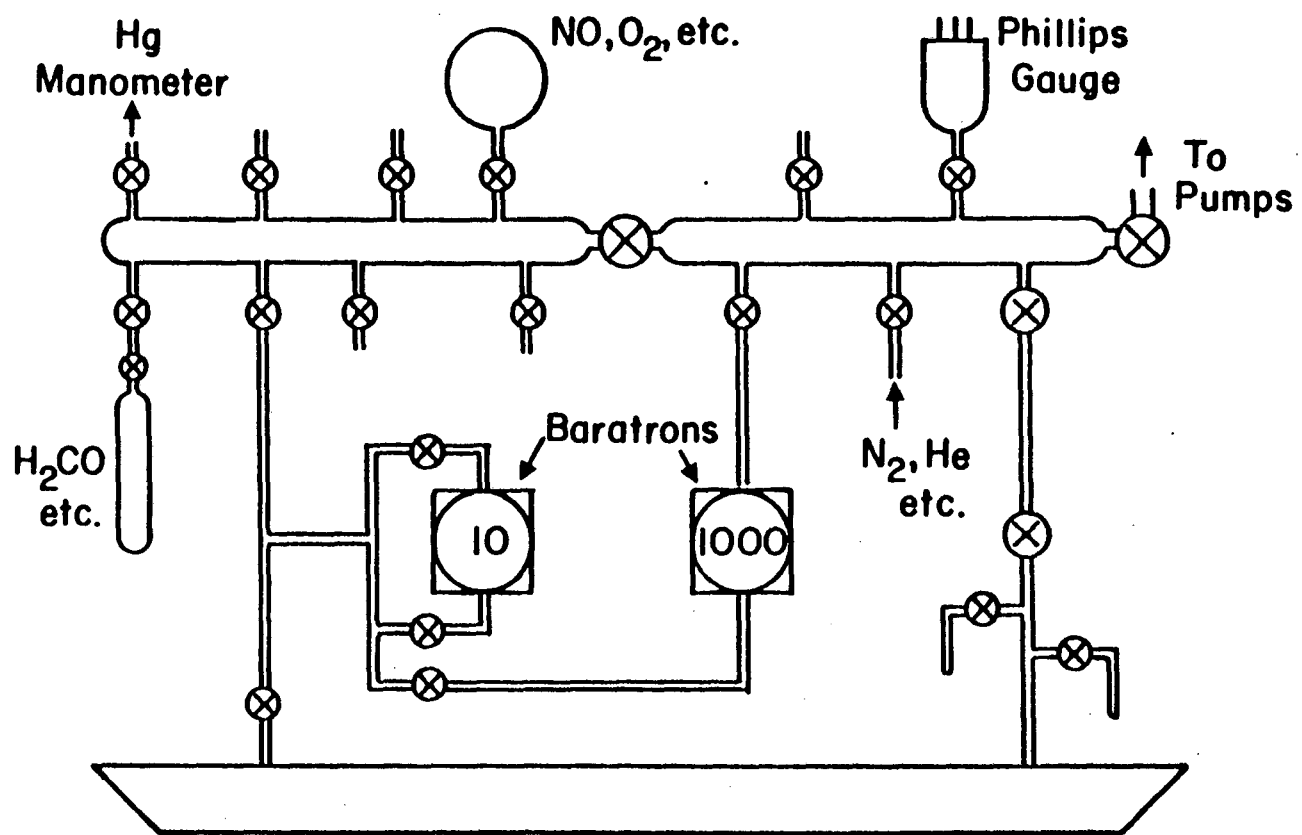 Hg
Manometer
NO,O₂,etc.
Phillips
Gauge
To
Pumps
H₂CO
etc.
Baratrons
10
1000
N₂,He
etc.